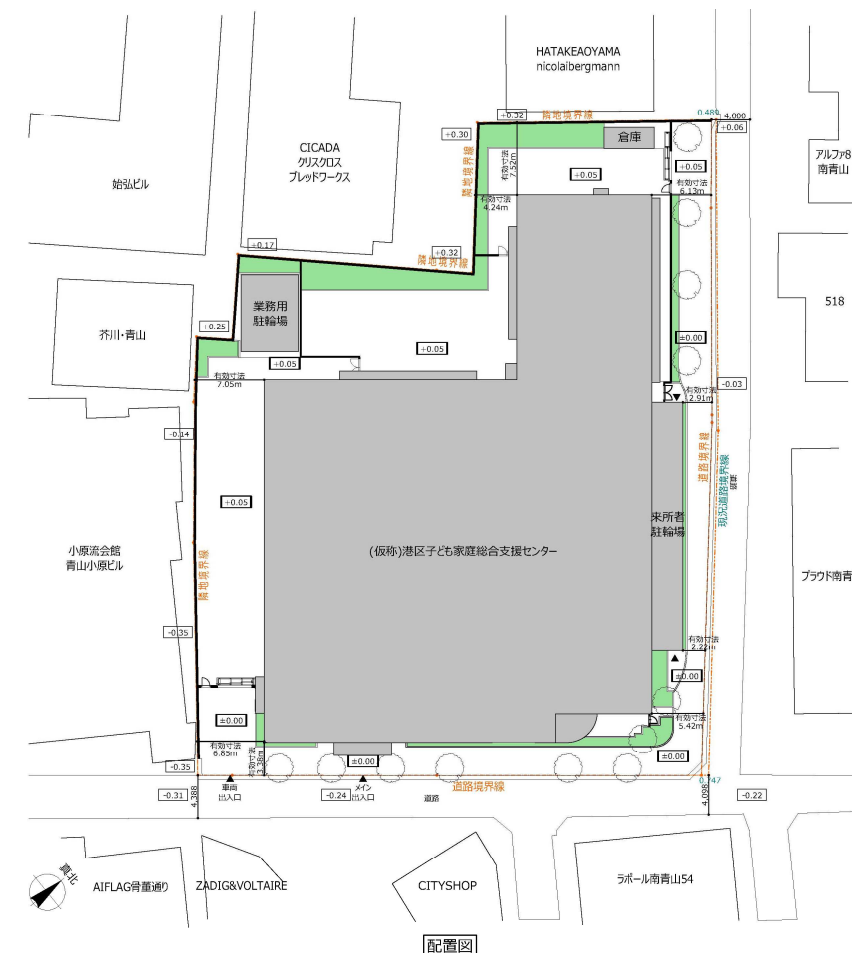 HATAKEAOYAMA
nicolaibergmann
+0.32
隣地境界線
0.489
4,000
+0.06
+0.30
倉庫
CICADA
クリスクロス
ブレッドワークス
アルファ8
南青山
始弘ビル
隣地境界線
有効寸法
7.52m
+0.05
+0.05
有効寸法
6.13m
有効寸法
4.24m
+0.17
+0.32
隣地境界線
業務用
駐輪場
518
+0.25
芥川・青山
±0.00
+0.05
+0.05
有効寸法
7.05m
-0.03
有効寸法
2.91m
-0.14
道路境界線
現況道路境界線
道路
+0.05
来所者
駐輪場
(仮称)港区子ども家庭総合支援センター
小原流会館
青山小原ビル
隣地境界線
プラウド南青
-0.35
有効寸法
2.22m
±0.00
±0.00
有効寸法
5.42m
有効寸法
6.85m
3.38m
有効寸法
±0.00
±0.00
-0.35
0.747
車両
出入口
メイン
出入口
道路境界線
-0.31
4,388
-0.24
道路
4,098
-0.22
真北
AIFLAG骨董通り
ZADIG&VOLTAIRE
CITYSHOP
ラポール南青山54
配置図